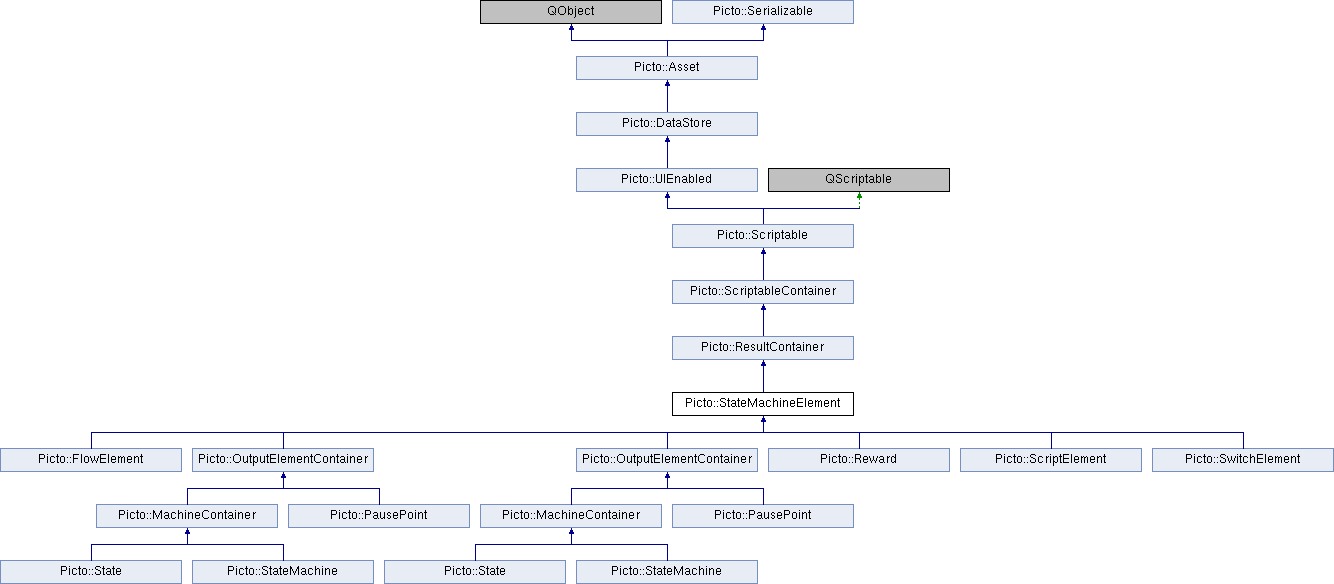 QObject
Picto::Serializable
Picto::Asset
Picto::DataStore
Picto::UIEnabled
QScriptable
Picto::Scriptable
Picto::ScriptableContainer
Picto::ResultContainer
Picto::StateMachineElement
Picto::FlowElement
Picto::OutputElementContainer
Picto::OutputElementContainer
Picto::Reward
Picto::ScriptElement
Picto::SwitchElement
Picto::MachineContainer
Picto::PausePoint
Picto::MachineContainer
Picto::PausePoint
Picto::State
Picto::StateMachine
Picto::State
Picto::StateMachine